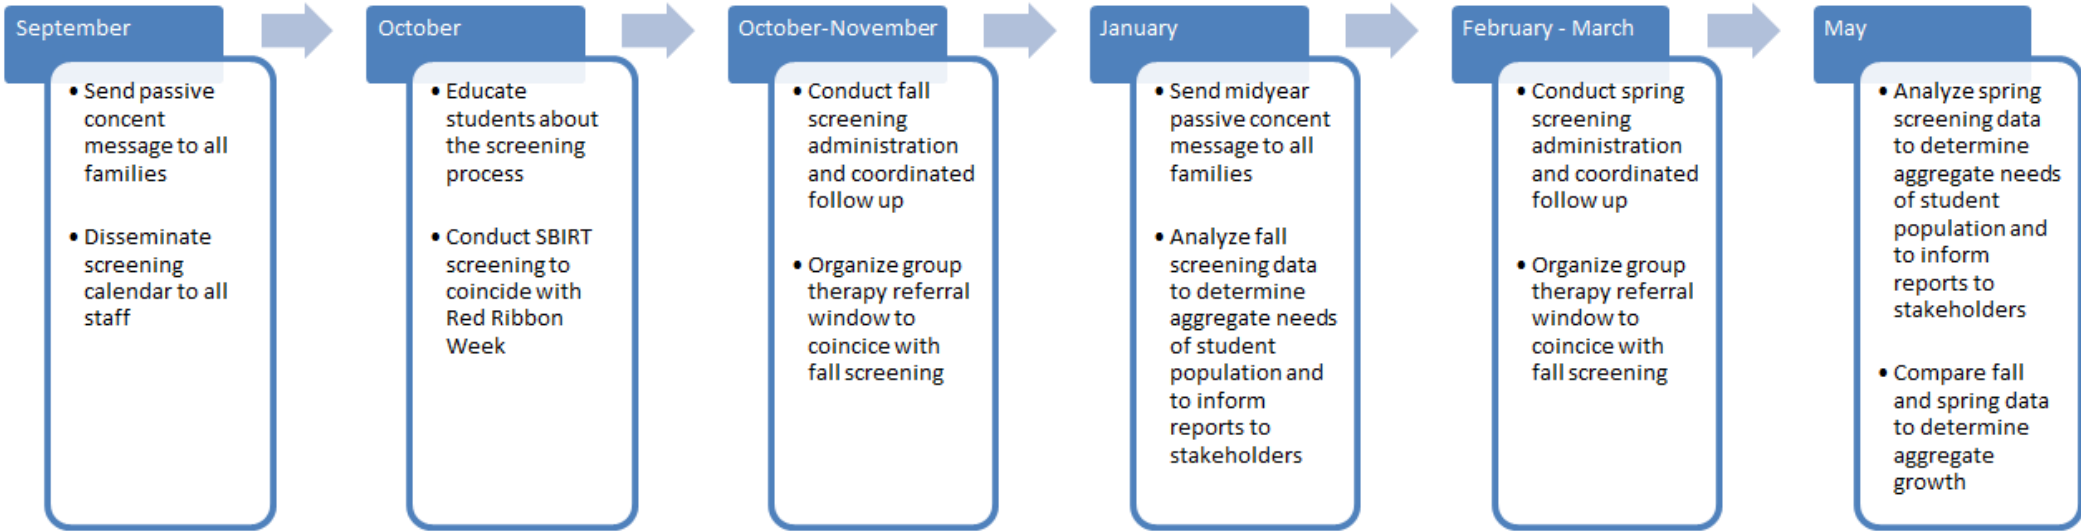 September
• Send passive
concent
message to all
families
• Disseminate
screening
calendar to all
staff
October
• Educate
students about
the screening
process
• Conduct SBIRT
screening to
coincide with
Red Ribbon
Week
October-November
• Conduct fall
screening
administration
and coordinated
follow up
• Organize group
therapy referral
window to
coincice with
fall screening
January
• Send midyear
passive concent
message to all
families
• Analyze fall
screening data
to determine
aggregate needs
of student
population and
to inform
reports to
stakeholders
February - March
• Conduct spring
screening
administration
and coordinated
follow up
• Organize group
therapy referral
window to
coincice with
fall screening
May
• Analyze spring
screening data
to determine
aggregate needs
of student
population and
to inform
reports to
stakeholders
• Compare fall
and spring data
to determine
aggregate
growth